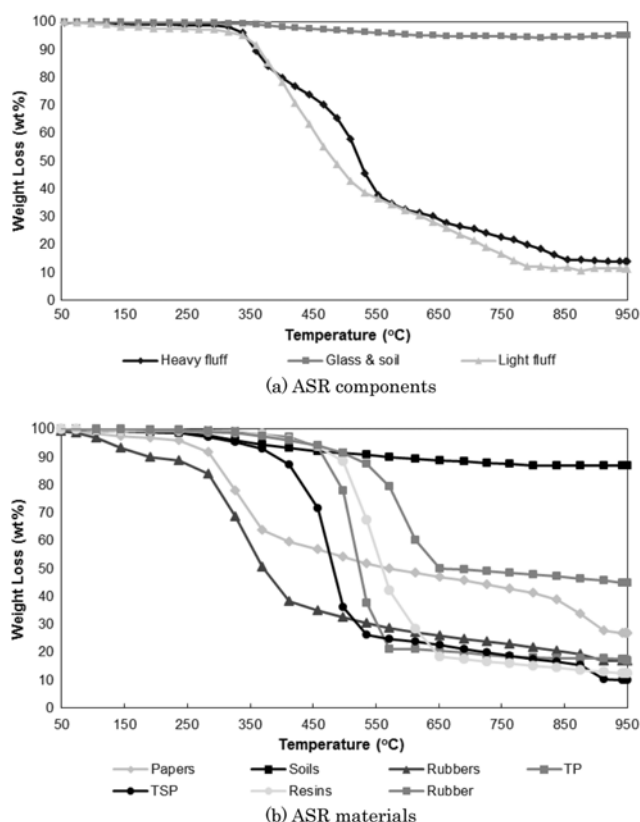 100
90
80
70
60
50
40
30
20
10
0
Weight Loss (wt%)
50 150 250 350 450 550 650 750 850 950
Temperature (oC)
Heavy fluff Glass & soil Light fluff
(a) ASR components
100
90
80
70
60
50
40
30
20
10
0
Weight Loss (wt%)
50 150 250 350 450 550 650 750 850 950
Temperature (oC)
Papers Soils Rubbers TP
TSP Resins Rubber
(b) ASR materials